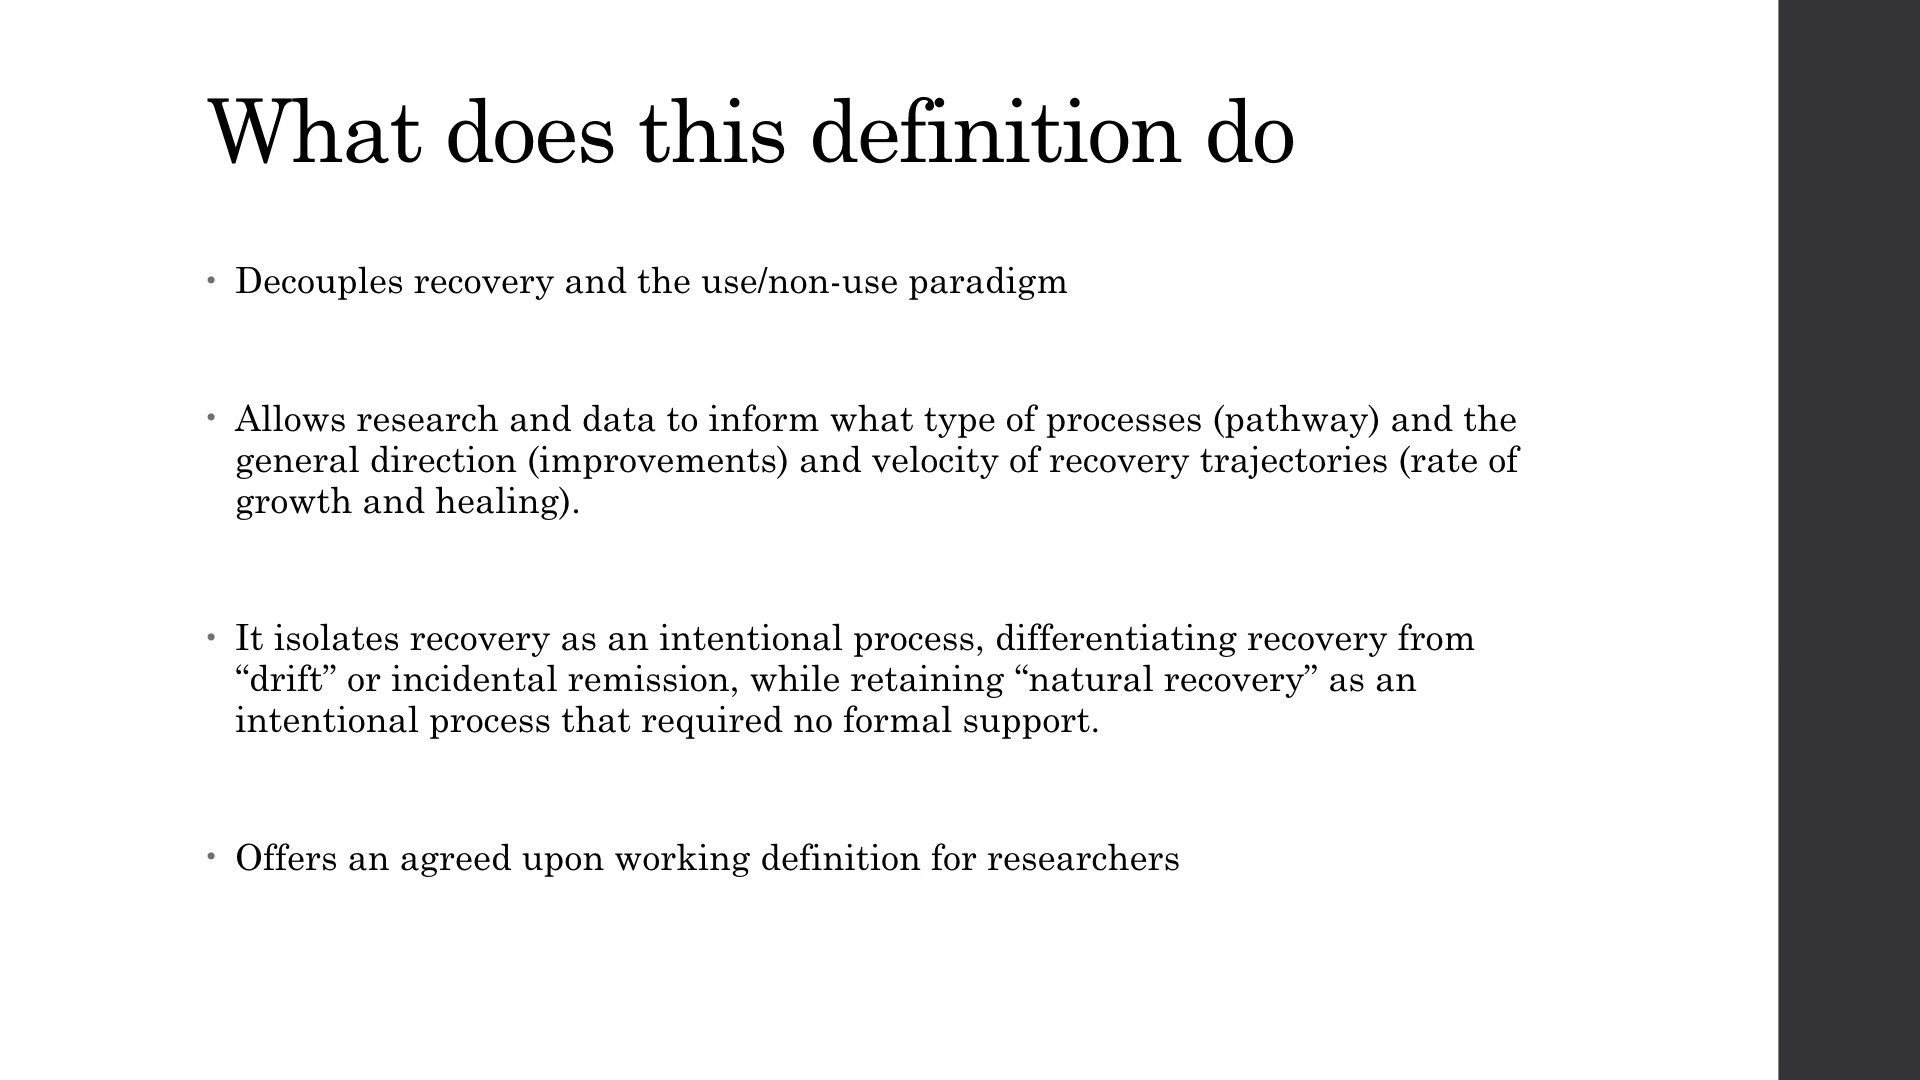 What does this definition do
• Decouples recovery and the use/non-use paradigm
• Allows research and data to inform what type of processes (pathway) and the
general direction (improvements) and velocity of recovery trajectories (rate of
growth and healing).
• It isolates recovery as an intentional process, differentiating recovery from
“drift” or incidental remission, while retaining “natural recovery” as an
intentional process that required no formal support.
• Offers an agreed upon working definition for researchers